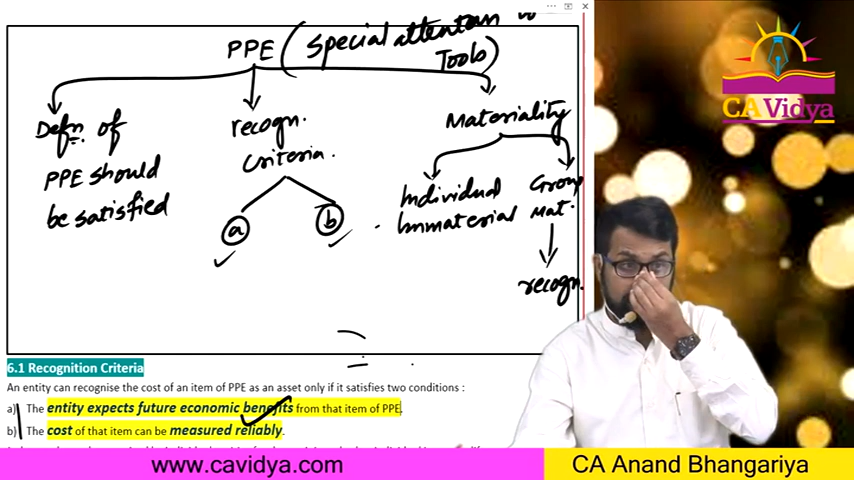 PPE (special attention to Tools)
Defn. of
PPE should
be satisfied
recogn.
criteria.
a
b
Materiality
Individual
Immaterial
Group
Mat.
recogn.
6.1 Recognition Criteria
An entity can recognise the cost of an item of PPE as an asset only if it satisfies two conditions :
a) The entity expects future economic benefits from that item of PPE.
b) The cost of that item can be measured reliably.
CA Vidya
www.cavidya.com
CA Anand Bhangariya